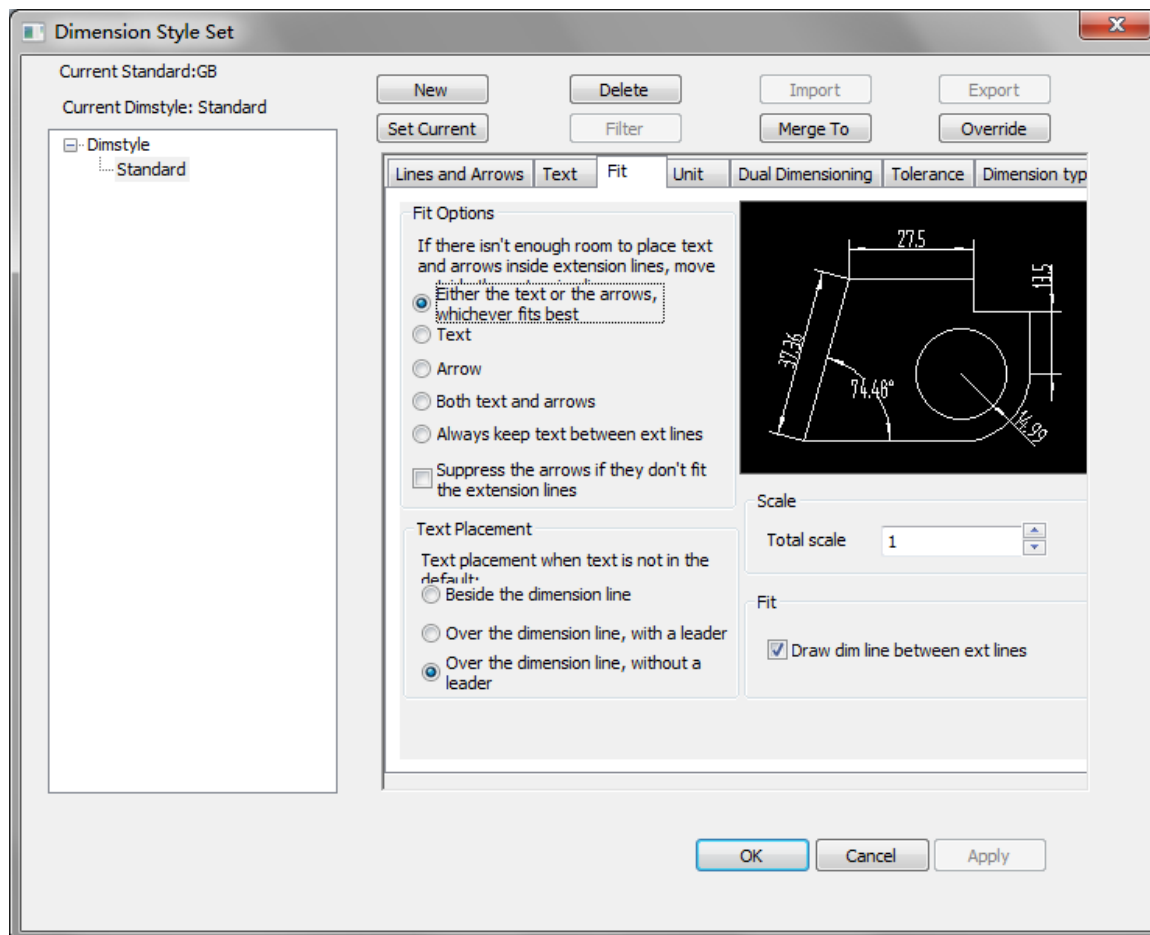 Dimension Style Set
Current Standard:GB
Current Dimstyle: Standard
Dimstyle
Standard
New
Delete
Import
Export
Set Current
Filter
Merge To
Override
Lines and Arrows
Text
Fit
Unit
Dual Dimensioning
Tolerance
Dimension typ
Fit Options
If there isn't enough room to place text
and arrows inside extension lines, move
Either the text or the arrows,
whichever fits best
Text
Arrow
Both text and arrows
Always keep text between ext lines
Suppress the arrows if they don't fit
the extension lines
Text Placement
Text placement when text is not in the
default:
Beside the dimension line
Over the dimension line, with a leader
Over the dimension line, without a
leader
27.5
13.5
37.36
74.46°
14.99
Scale
Total scale
1
Fit
Draw dim line between ext lines
OK
Cancel
Apply